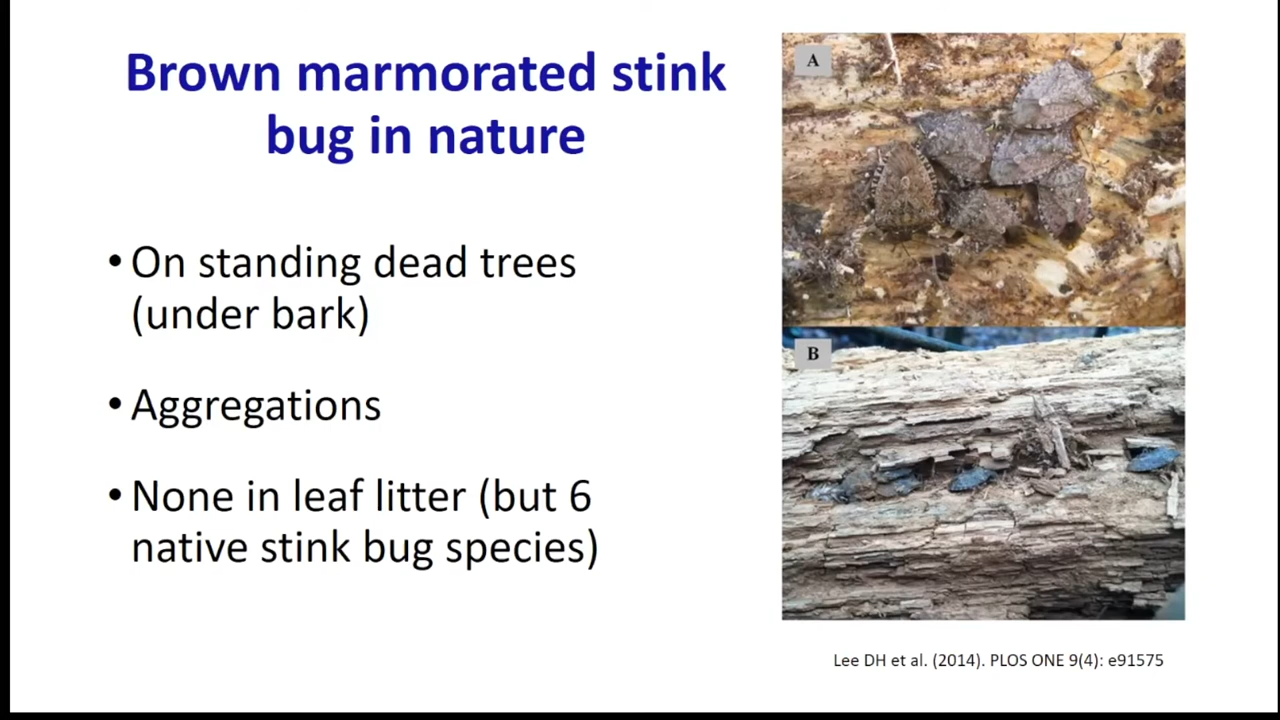 Brown marmorated stink
bug in nature
• On standing dead trees
(under bark)
• Aggregations
• None in leaf litter (but 6
native stink bug species)
A
B
Lee DH et al. (2014). PLOS ONE 9(4): e91575